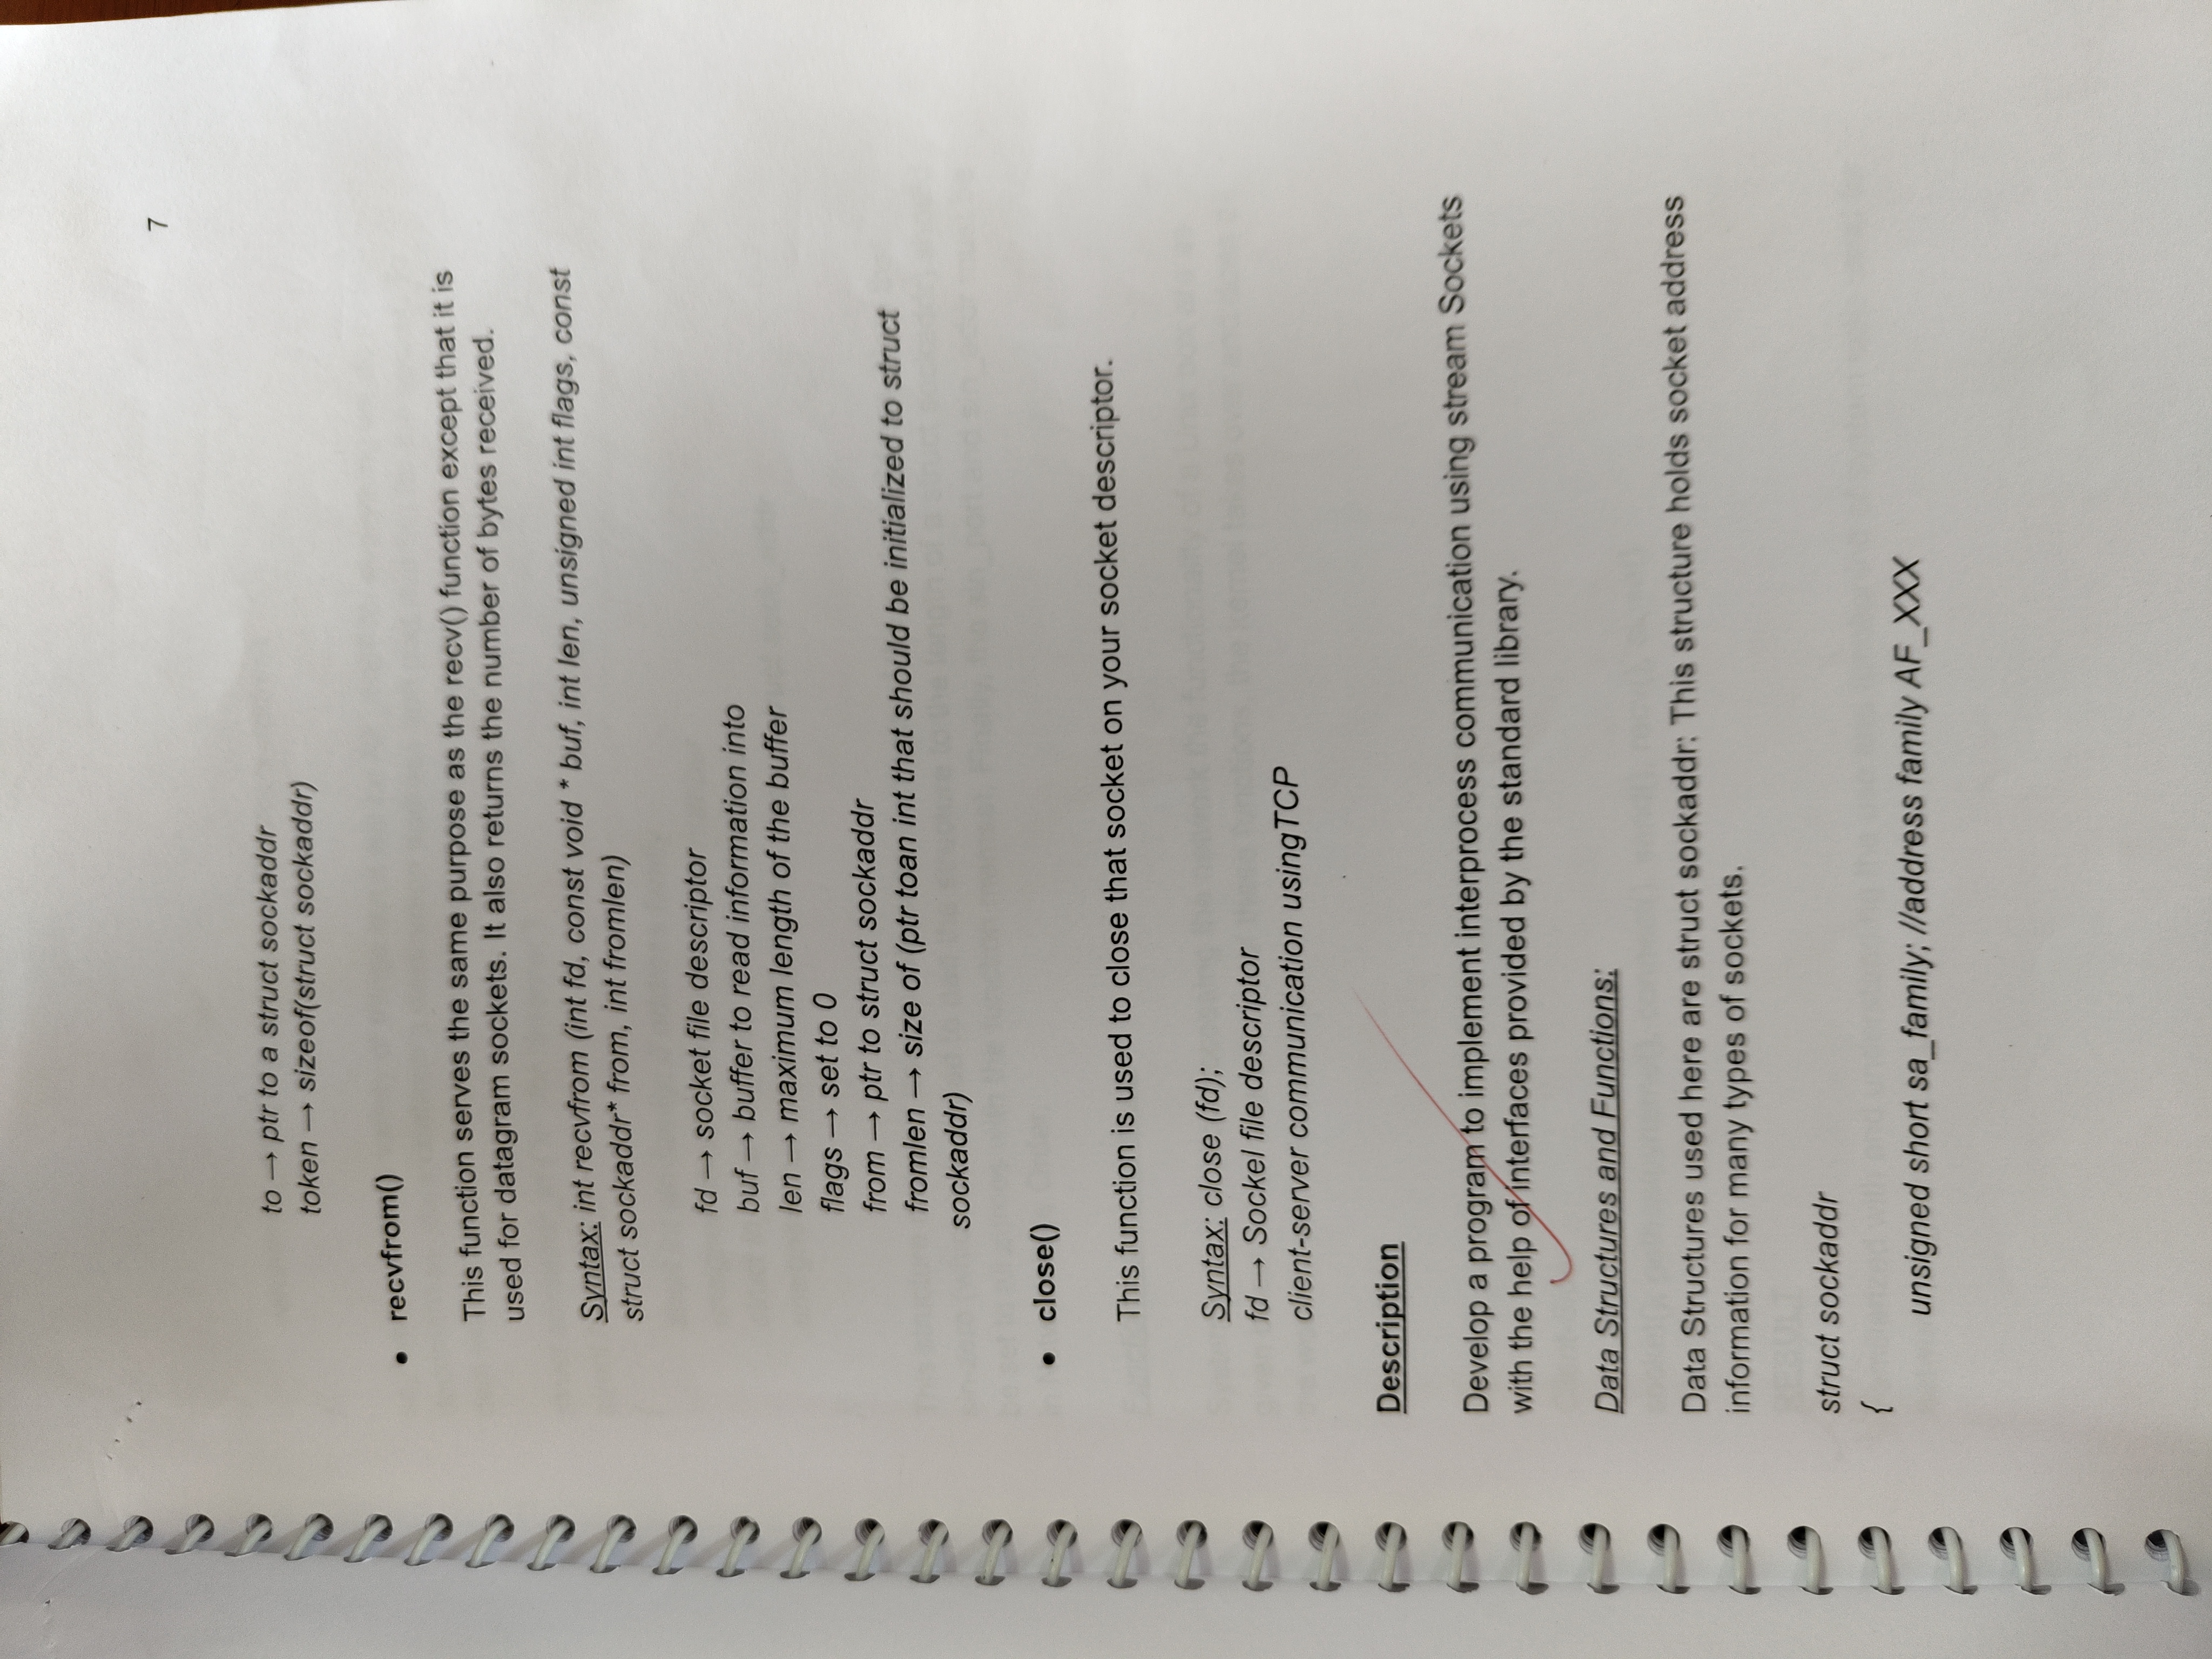 7
to → ptr to a struct sockaddr
token → sizeof(struct sockaddr)
• recvfrom()
This function serves the same purpose as the recv() function except that it is
used for datagram sockets. It also returns the number of bytes received.
Syntax: int recvfrom (int fd, const void * buf, int len, unsigned int flags, const
struct sockaddr* from, int fromlen)
fd → socket file descriptor
buf → buffer to read information into
len → maximum length of the buffer
flags → set to 0
from → ptr to struct sockaddr
fromlen → size of (ptr toan int that should be initialized to struct
sockaddr)
• close()
This function is used to close that socket on your socket descriptor.
Syntax: close (fd);
fd → Sockel file descriptor
client-server communication usingTCP
Description
Develop a program to implement interprocess communication using stream Sockets
with the help of interfaces provided by the standard library.
Data Structures and Functions:
Data Structures used here are struct sockaddr: This structure holds socket address
information for many types of sockets.
struct sockaddr
{
unsigned short sa_family; //address family AF_XXX